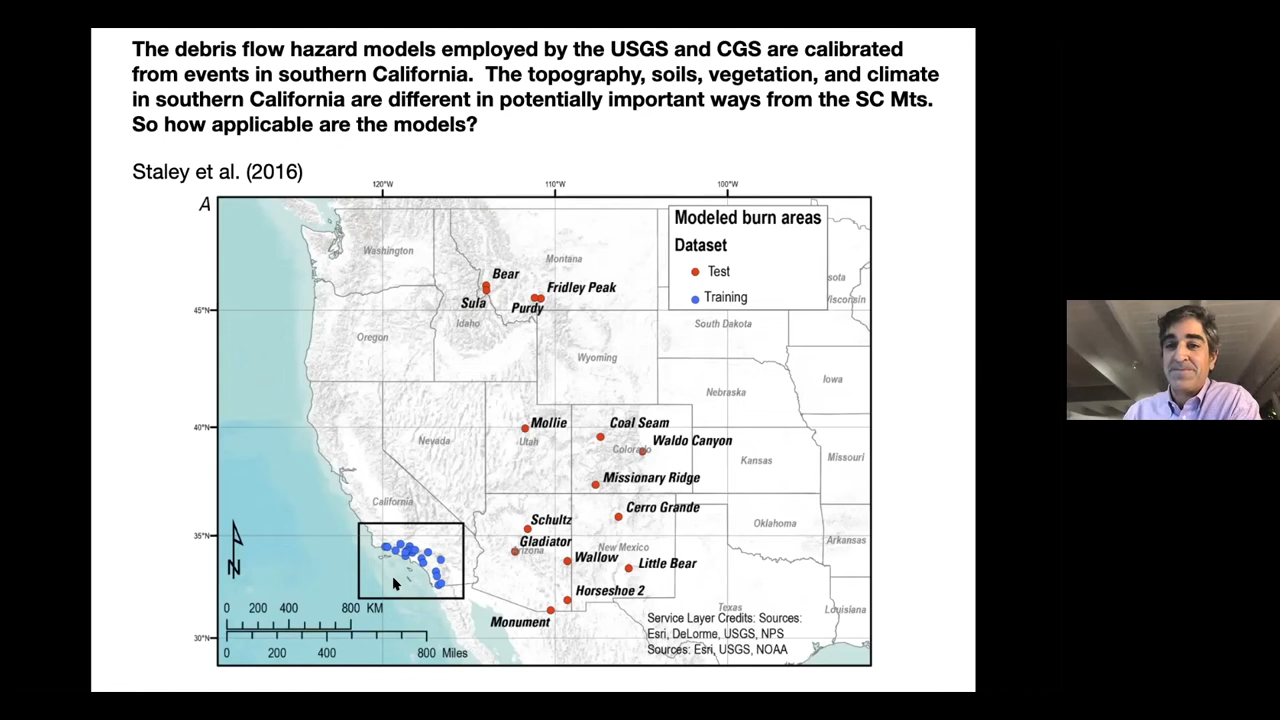 The debris flow hazard models employed by the USGS and CGS are calibrated
from events in southern California.  The topography, soils, vegetation, and climate
in southern California are different in potentially important ways from the SC Mts.
So how applicable are the models?
Staley et al. (2016)
120°W 110°W 100°W
A
Modeled burn areas
Dataset
Test
Training
Washington
Montana
sota
Wisconsin
Bear
Fridley Peak
Sula
Purdy
45°N
Idaho
Oregon
South Dakota
Wyoming
Iowa
Nebraska
Mollie
Coal Seam
40°N
Nevada
Utah
Colorado
Waldo Canyon
Kansas
Missouri
Missionary Ridge
California
Cerro Grande
Schultz
Oklahoma
35°N
Arkansas
Gladiator
Arizona
New Mexico
Wallow
Little Bear
N
Horseshoe 2
0 200 400 800 KM
Texas
Louisiana
Monument
Service Layer Credits: Sources:
Esri, DeLorme, USGS, NPS
Sources: Esri, USGS, NOAA
30°N
0 200 400 800 Miles